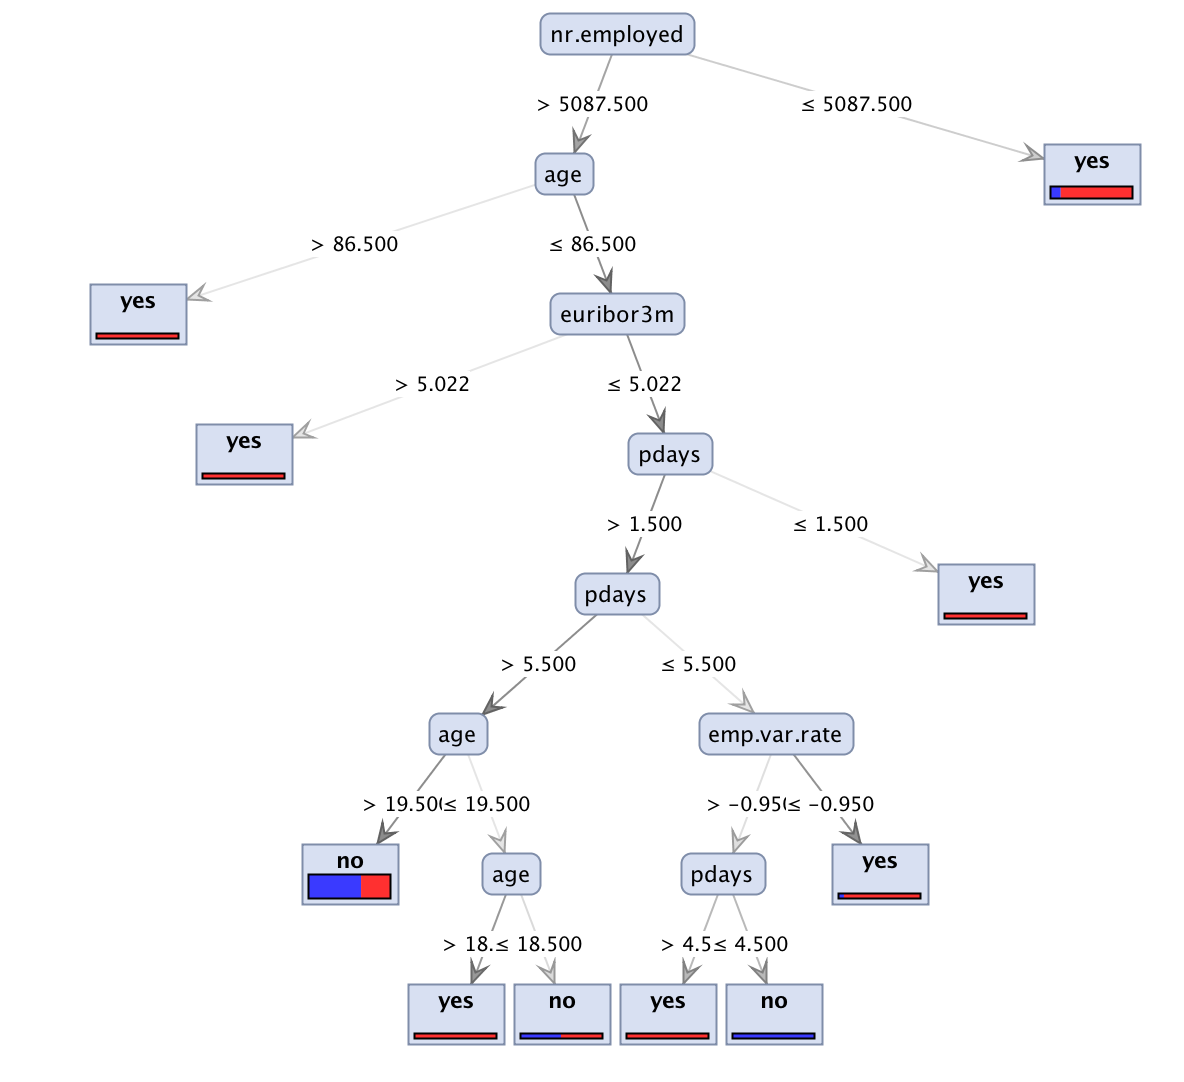 nr.employed
> 5087.500
≤ 5087.500
age
yes
> 86.500
≤ 86.500
yes
euribor3m
> 5.022
≤ 5.022
yes
pdays
> 1.500
≤ 1.500
pdays
yes
> 5.500
≤ 5.500
age
emp.var.rate
> 19.500
≤ 19.500
> -0.950
≤ -0.950
no
age
pdays
yes
> 18.
≤ 18.500
> 4.5
≤ 4.500
yes
no
yes
no